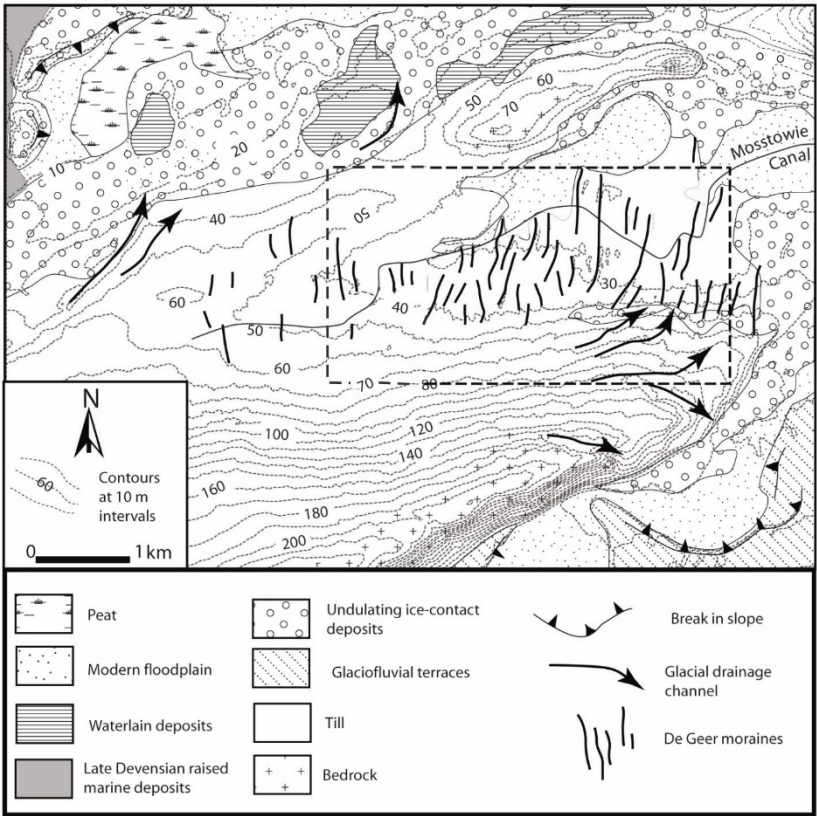 60
50
70
Mosstowie
Canal
20
10
40
50
60
30
40
50
60
70
80
100
120
140
160
180
200
N
60
Contours
at 10 m
intervals
0
1 km
Peat
Modern floodplain
Waterlain deposits
Late Devensian raised
marine deposits
Undulating ice-contact
deposits
Glaciofluvial terraces
Till
Bedrock
Break in slope
Glacial drainage
channel
De Geer moraines